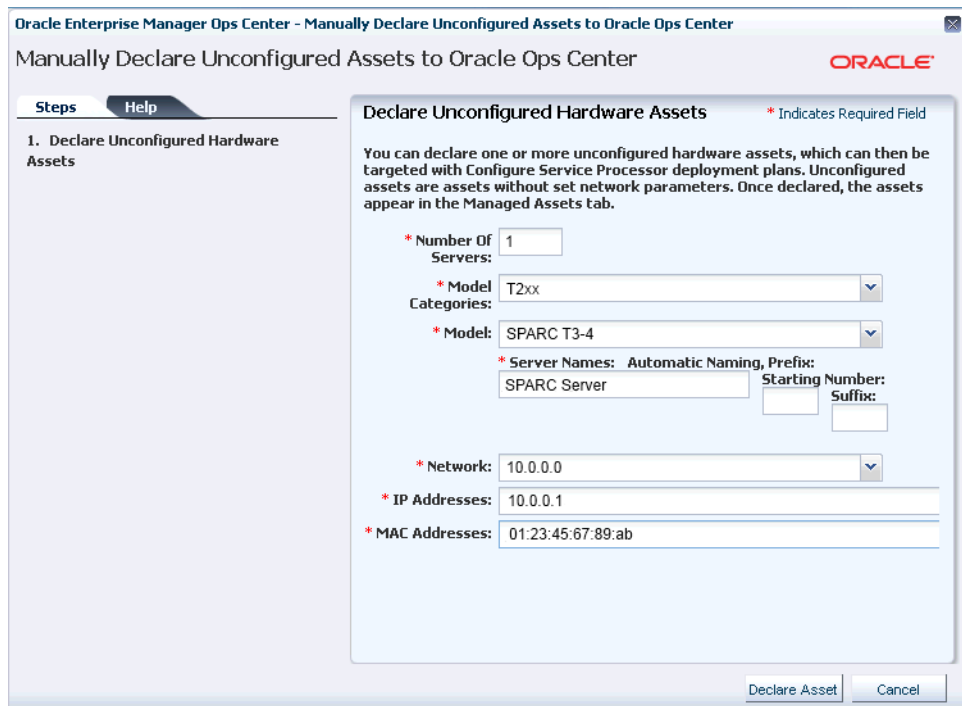 Oracle Enterprise Manager Ops Center - Manually Declare Unconfigured Assets to Oracle Ops Center
Manually Declare Unconfigured Assets to Oracle Ops Center
ORACLE
Steps
Help
1. Declare Unconfigured Hardware
Assets
Declare Unconfigured Hardware Assets
* Indicates Required Field
You can declare one or more unconfigured hardware assets, which can then be
targeted with Configure Service Processor deployment plans. Unconfigured
assets are assets without set network parameters. Once declared, the assets
appear in the Managed Assets tab.
* Number Of
Servers:
1
* Model
Categories:
T2xx
* Model:
SPARC T3-4
* Server Names: Automatic Naming, Prefix:
SPARC Server
Starting Number:
Suffix:
* Network:
10.0.0.0
* IP Addresses:
10.0.0.1
* MAC Addresses:
01:23:45:67:89:ab
Declare Asset
Cancel